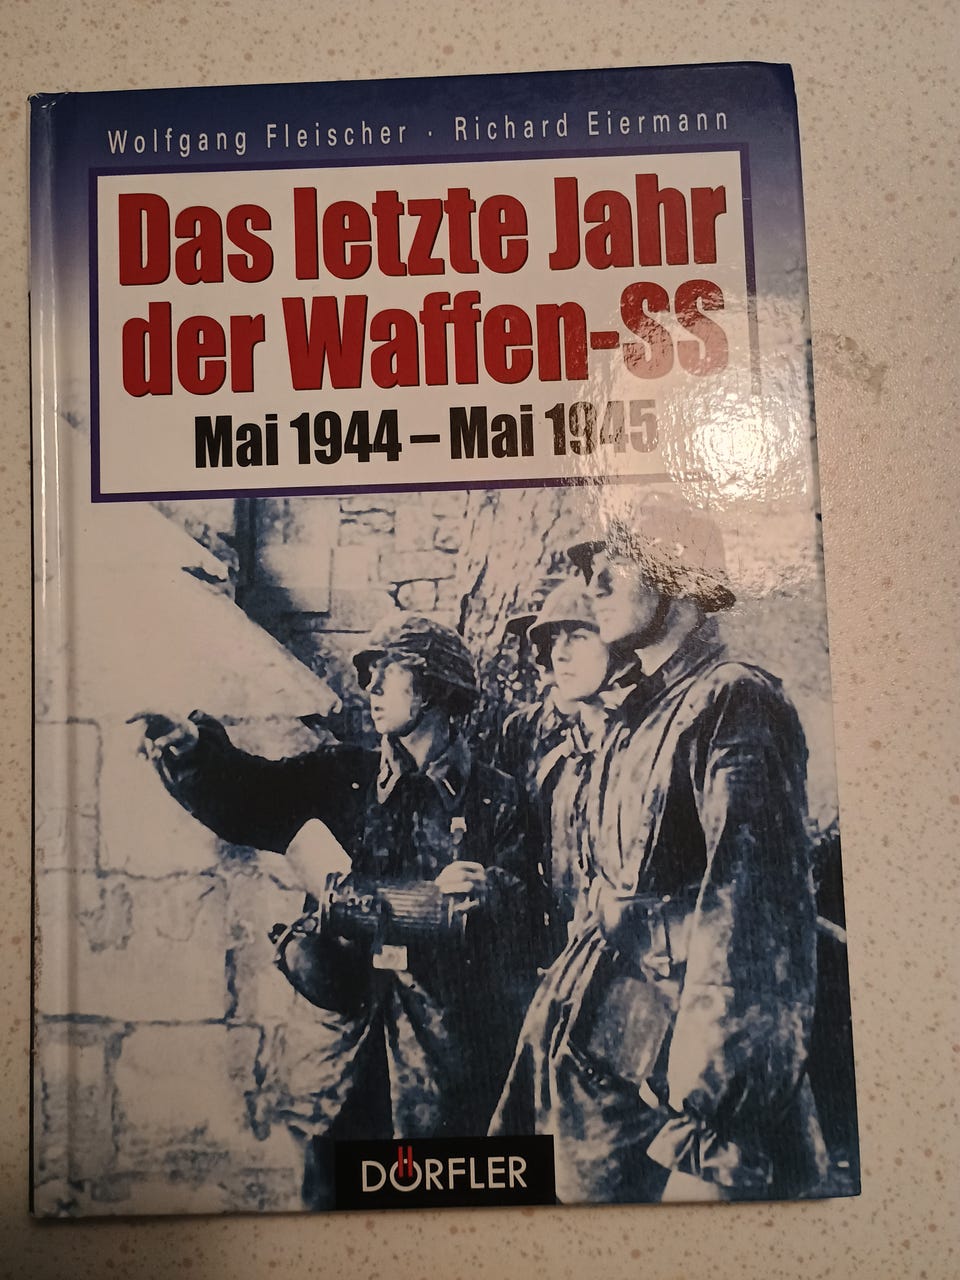 Wolfgang Fleischer · Richard Eiermann
Das letzte Jahr
der Waffen-SS
Mai 1944 – Mai 1945
DÖRFLER